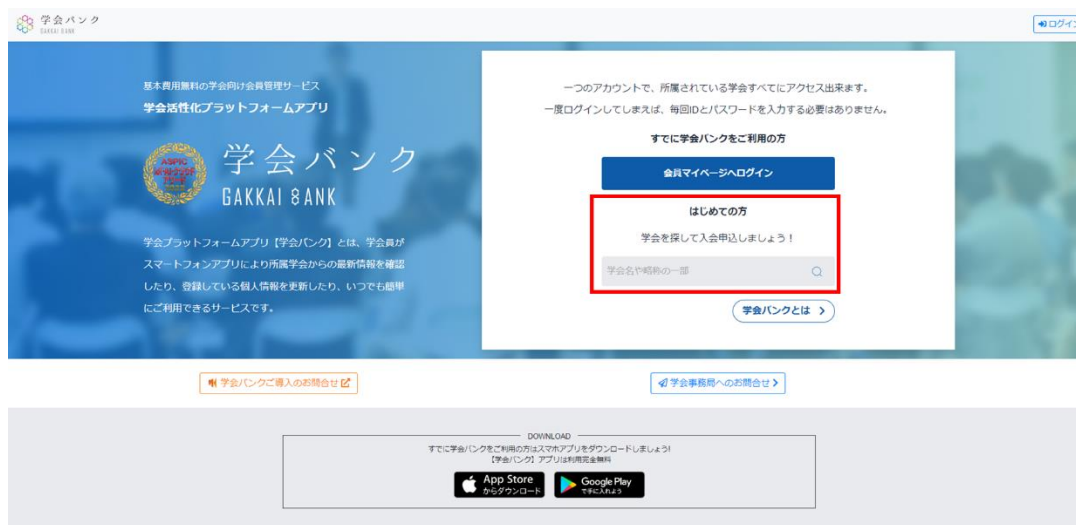 学会バンク
GAKKAI BANK
ログイン
基本費用無料の学会向け会員管理サービス
学会活性化プラットフォームアプリ
ASPIC
学会バンク
GAKKAI BANK
学会プラットフォームアプリ【学会バンク】とは、学会員が
スマートフォンアプリにより所属学会からの最新情報を確認
したり、登録している個人情報を更新したり、いつでも簡単
にご利用できるサービスです。
一つのアカウントで、所属されている学会すべてにアクセス出来ます。
一度ログインしてしまえば、毎回IDとパスワードを入力する必要はありません。
すでに学会バンクをご利用の方
会員マイページへログイン
はじめての方
学会を探して入会申込しましょう！
学会名や略称の一部
学会バンクとは
学会バンクご導入のお問合せ
学会事務局へのお問合せ
DOWNLOAD
すでに学会バンクをご利用の方はスマホアプリをダウンロードしましょう!
【学会バンク】アプリは利用完全無料
App Store
からダウンロード
Google Play
で手に入れよう